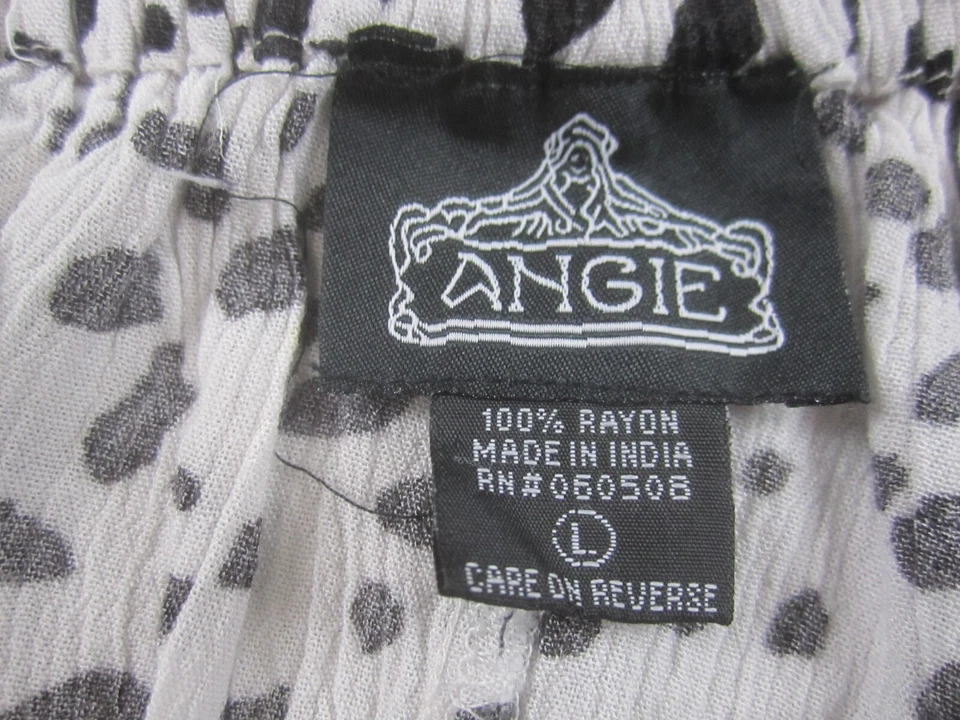 ANGIE
100% RAYON
MADE IN INDIA
RN#060508
L
CARE ON REVERSE